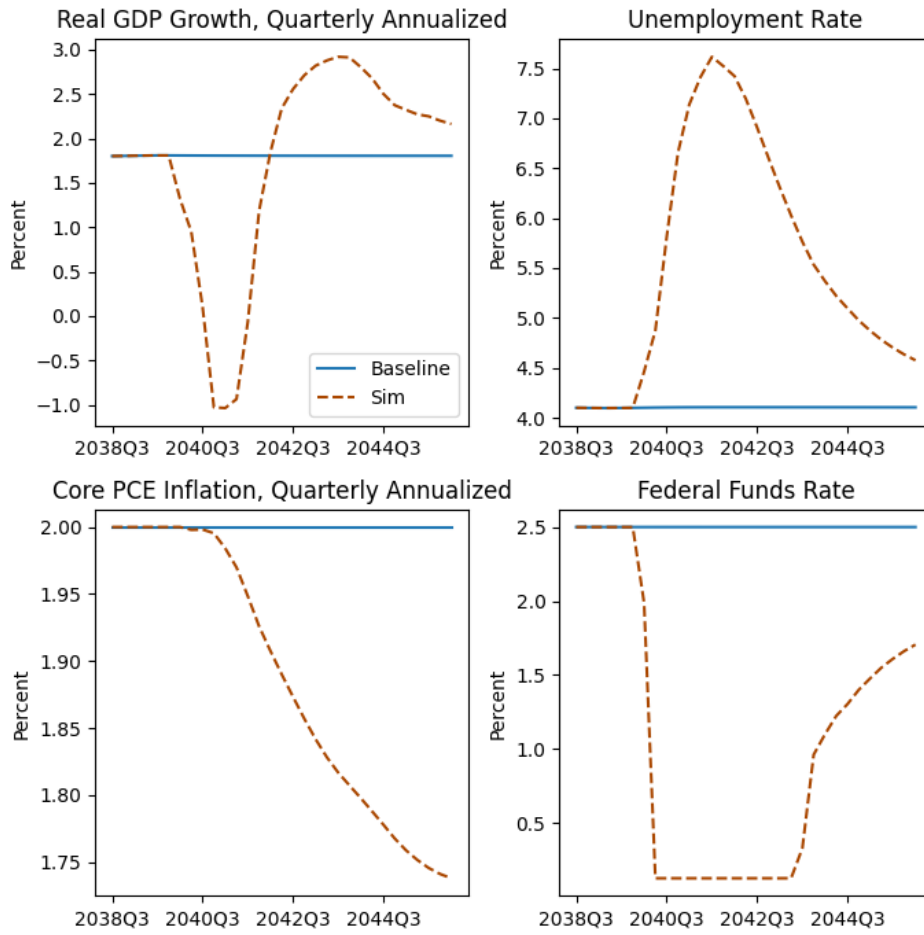 Real GDP Growth, Quarterly Annualized
Percent
3.0
2.5
2.0
1.5
1.0
0.5
0.0
−0.5
−1.0
Baseline
Sim
2038Q3 2040Q3 2042Q3 2044Q3
Unemployment Rate
Percent
7.5
7.0
6.5
6.0
5.5
5.0
4.5
4.0
2038Q3 2040Q3 2042Q3 2044Q3
Core PCE Inflation, Quarterly Annualized
Percent
2.00
1.95
1.90
1.85
1.80
1.75
2038Q3 2040Q3 2042Q3 2044Q3
Federal Funds Rate
Percent
2.5
2.0
1.5
1.0
0.5
2038Q3 2040Q3 2042Q3 2044Q3